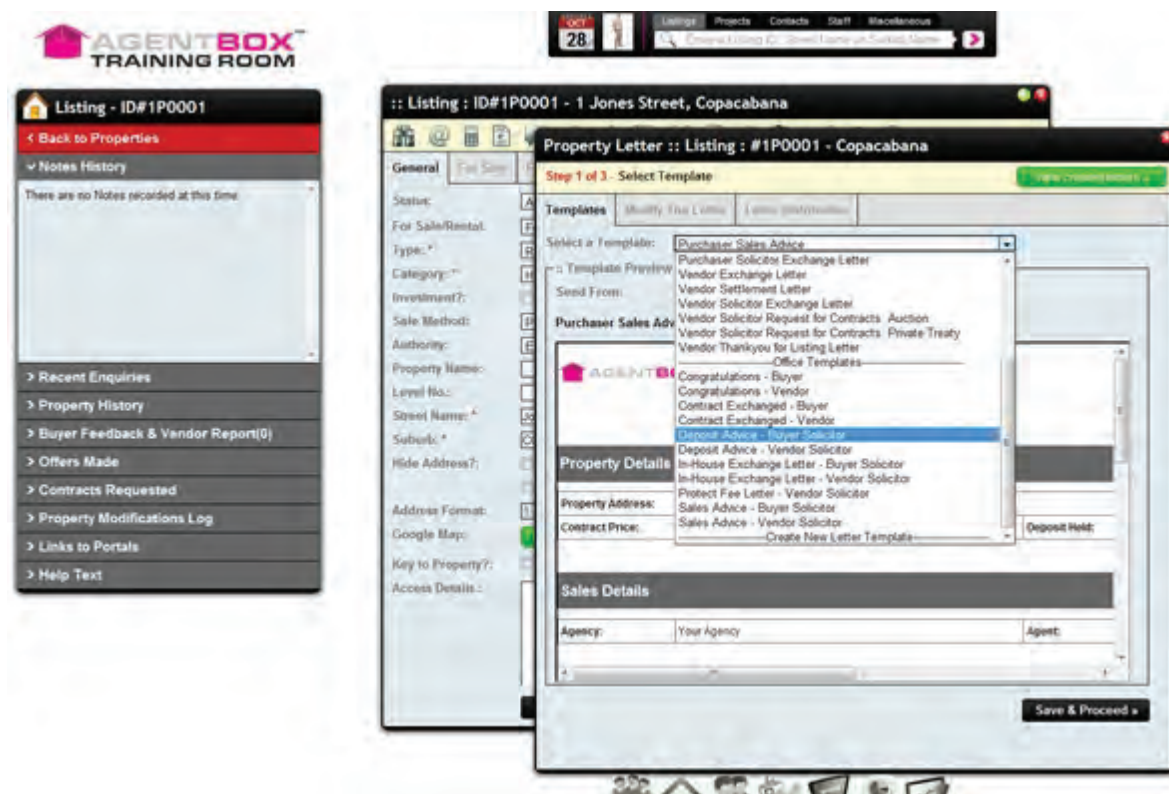 AGENTBOX™
TRAINING ROOM
OCT
28
Listings Projects Contacts Staff Miscellaneous
Listing - ID#1P0001
< Back to Properties
Notes History
There are no Notes recorded at this time
> Recent Enquiries
> Property History
> Buyer Feedback & Vendor Report(0)
> Offers Made
> Contracts Requested
> Property Modifications Log
> Links to Portals
> Help Text
:: Listing : ID#1P0001 - 1 Jones Street, Copacabana
General For Sale
Status:
For Sale/Rental:
Type: *
Category: *
Investment?:
Sale Method:
Authority:
Property Name:
Level No.:
Street Name: *
Suburb: *
Hide Address?:
Address Format:
Google Map:
Key to Property?:
Access Details :
Property Letter :: Listing : #1P0001 - Copacabana
Step 1 of 3 - Select Template
Templates Modify This Letter Letter Distribution
Select a Template: Purchaser Sales Advice
Purchaser Solicitor Exchange Letter
Vendor Exchange Letter
Vendor Settlement Letter
Vendor Solicitor Exchange Letter
Vendor Solicitor Request for Contracts Auction
Vendor Solicitor Request for Contracts Private Treaty
Vendor Thankyou for Listing Letter
Office Templates
Congratulations - Buyer
Congratulations - Vendor
Contract Exchanged - Buyer
Contract Exchanged - Vendor
Deposit Advice - Buyer Solicitor
Deposit Advice - Vendor Solicitor
In-House Exchange Letter - Buyer Solicitor
In-House Exchange Letter - Vendor Solicitor
Protect Fee Letter - Vendor Solicitor
Sales Advice - Buyer Solicitor
Sales Advice - Vendor Solicitor
Create New Letter Template
:: Template Preview
Send From:
Purchaser Sales Adv
AGENTB
Property Details
Property Address:
Contract Price: Deposit Held:
Sales Details
Agency: Your Agency Agent:
Save & Proceed »